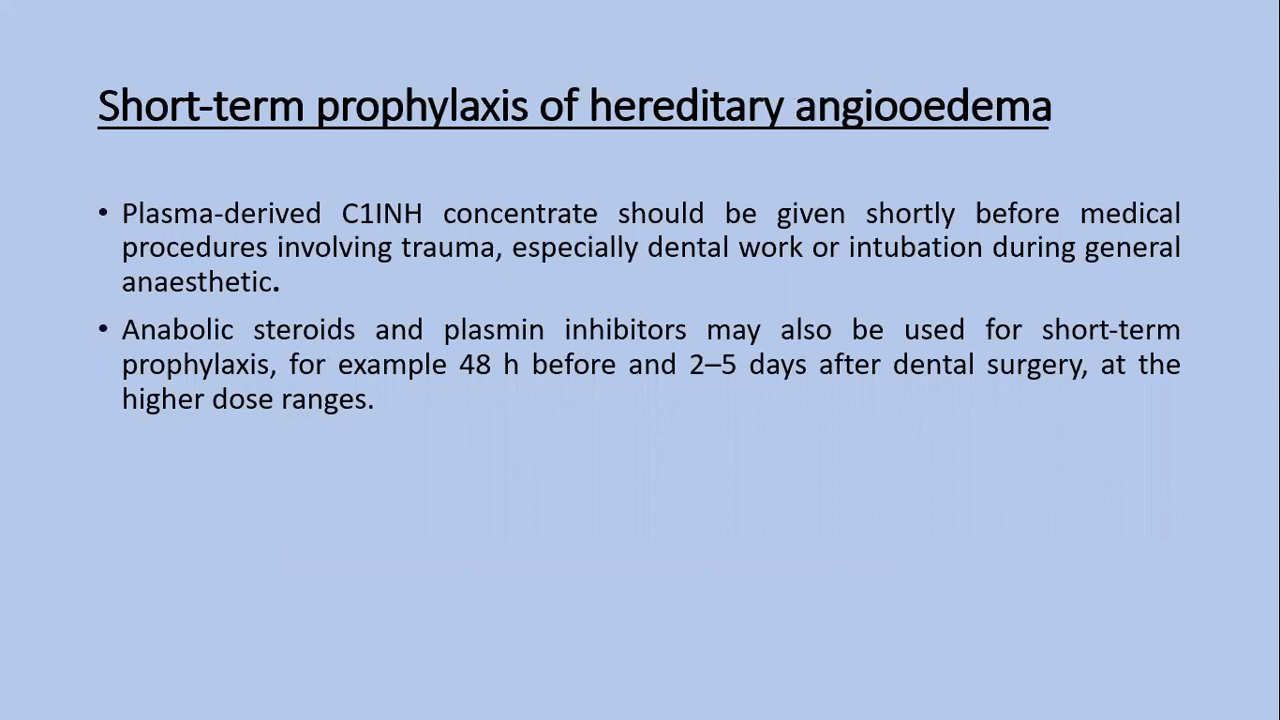 Short-term prophylaxis of hereditary angiooedema
• Plasma-derived C1INH concentrate should be given shortly before medical
procedures involving trauma, especially dental work or intubation during general
anaesthetic.
• Anabolic steroids and plasmin inhibitors may also be used for short-term
prophylaxis, for example 48 h before and 2–5 days after dental surgery, at the
higher dose ranges.